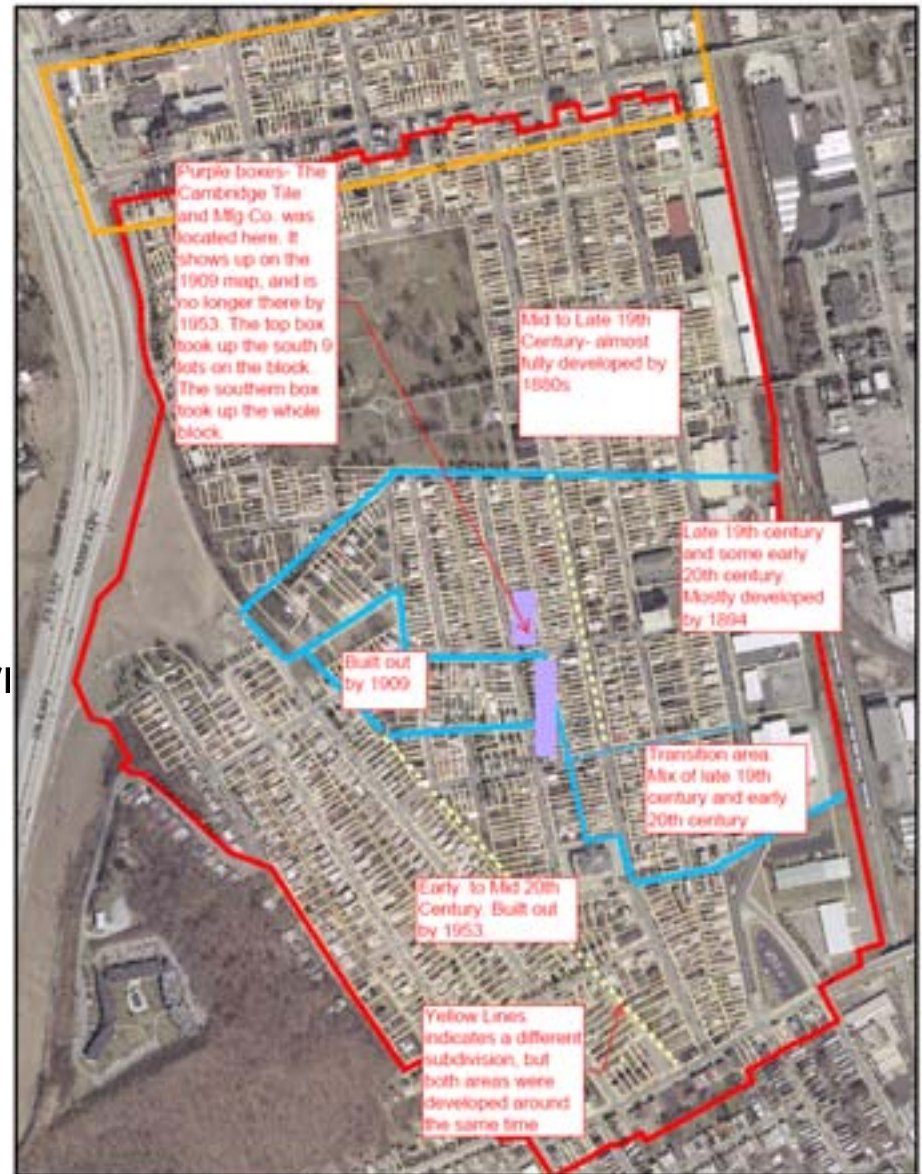 Purple boxes- The
Cambridge Tile
and Mfg Co. was
located here. It
shows up on the
1909 map, and is
no longer there by
1953. The top box
took up the south 9
lots on the block.
The southern box
took up the whole
block.
Mid to Late 19th
Century- almost
fully developed by
1880s
Late 19th century
and some early
20th century.
Mostly developed
by 1894
Built out
by 1909
Transition area.
Mix of late 19th
century and early
20th century
Early to Mid 20th
Century. Built out
by 1953.
Yellow Lines
indicates a different
subdivision, but
both areas were
developed around
the same time